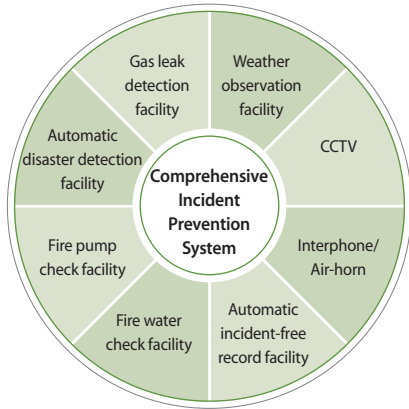 Gas leak
detection
facility
Weather
observation
facility
CCTV
Interphone/
Air-horn
Automatic
incident-free
record facility
Fire water
check facility
Fire pump
check facility
Automatic
disaster detection
facility
Comprehensive
Incident
Prevention
System